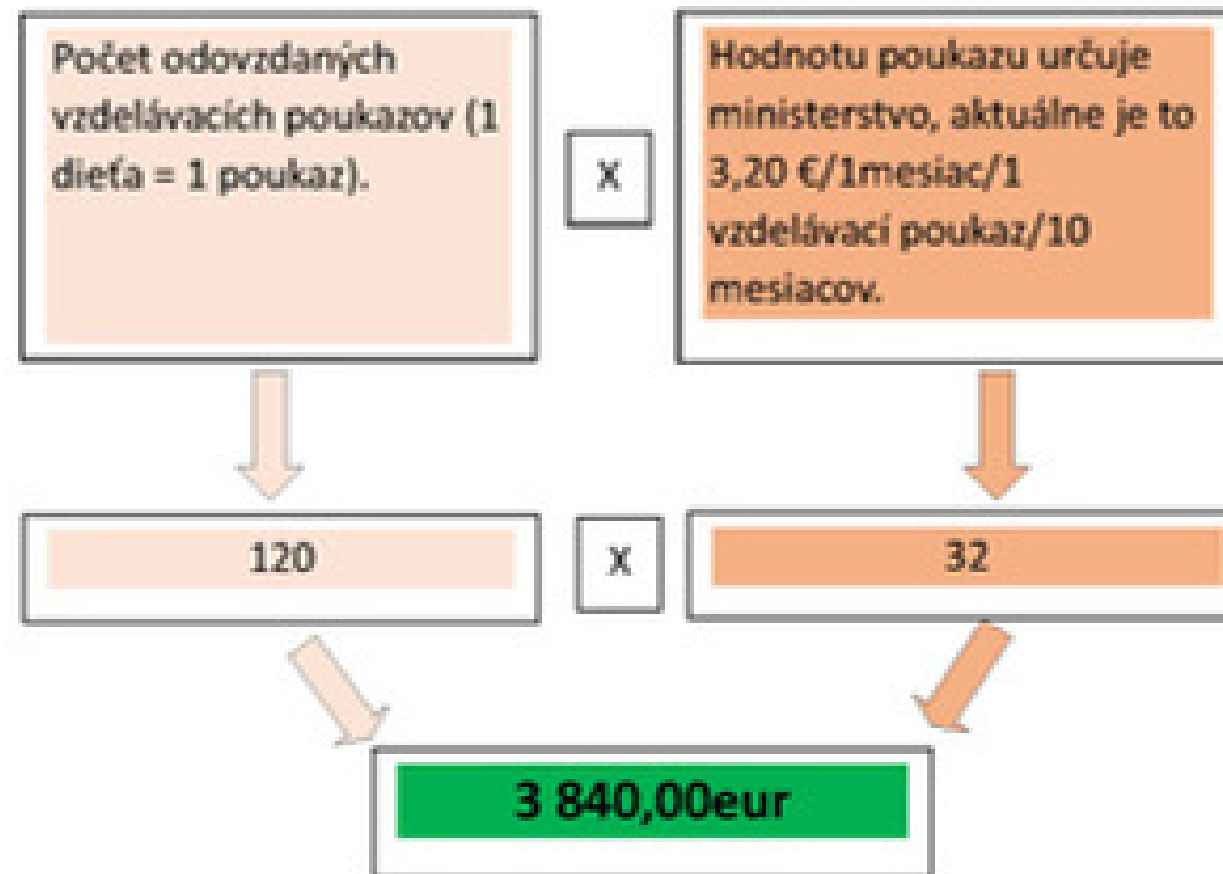 Počet odovzdaných
vzdelávacích poukazov (1
dieťa = 1 poukaz).
X
Hodnotu poukazu určuje
ministerstvo, aktuálne je to
3,20 €/1mesiac/1
vzdelávací poukaz/10
mesiacov.
120
X
32
3 840,00eur